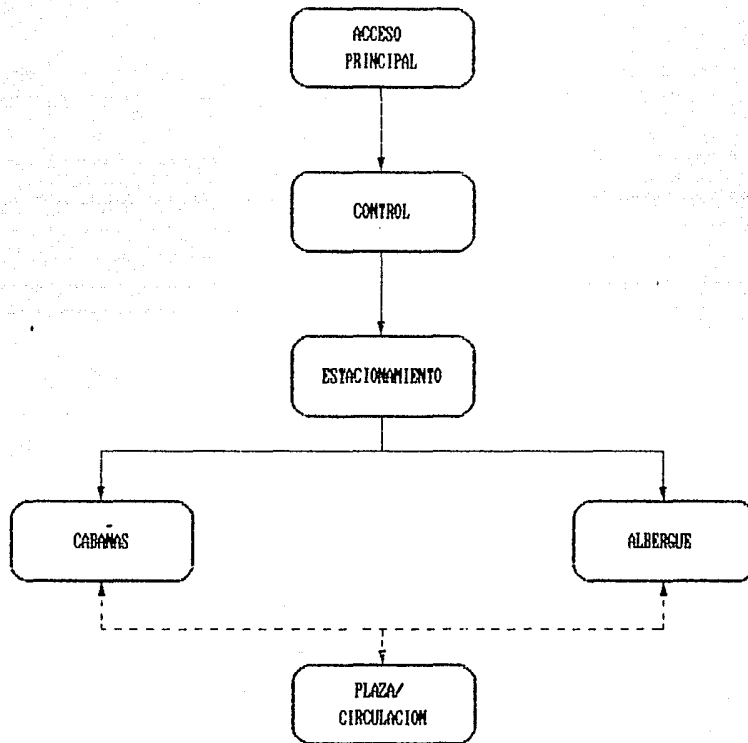 ACCESO
PRINCIPAL
CONTROL
ESTACIONAMIENTO
CABAÑAS
ALBERGUE
PLAZA/
CIRCULACION